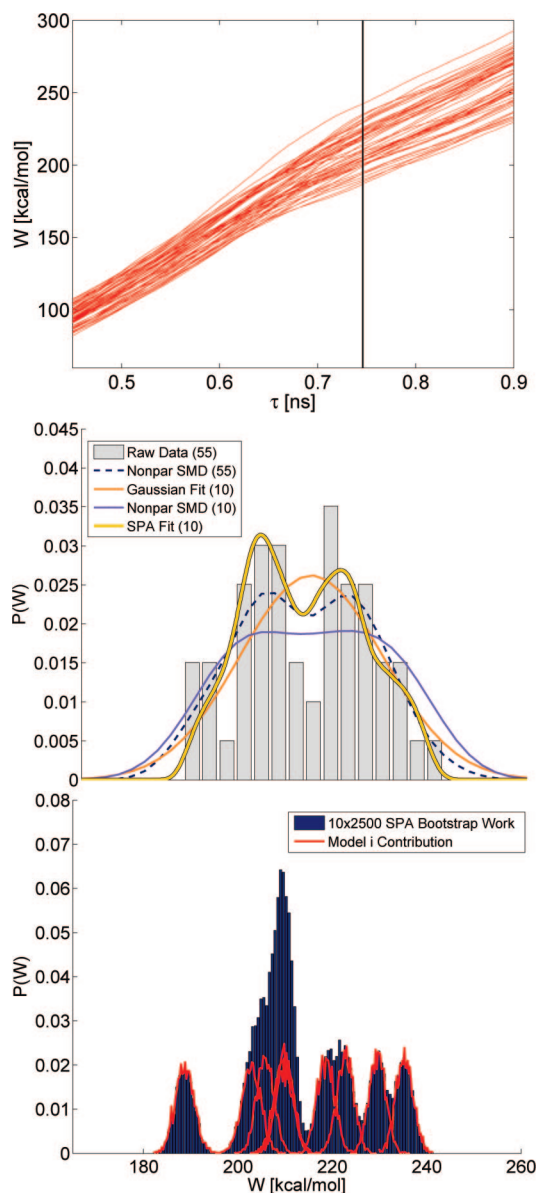 300
250
200
150
100
W [kcal/mol]
0.5 0.6 0.7 0.8 0.9
τ [ns]
0.045
0.04
0.035
0.03
0.025
0.02
0.015
0.01
0.005
0
P(W)
Raw Data (55)
Nonpar SMD (55)
Gaussian Fit (10)
Nonpar SMD (10)
SPA Fit (10)
0.08
0.07
0.06
0.05
0.04
0.03
0.02
0.01
0
P(W)
10x2500 SPA Bootstrap Work
Model i Contribution
180 200 220 240 260
W [kcal/mol]